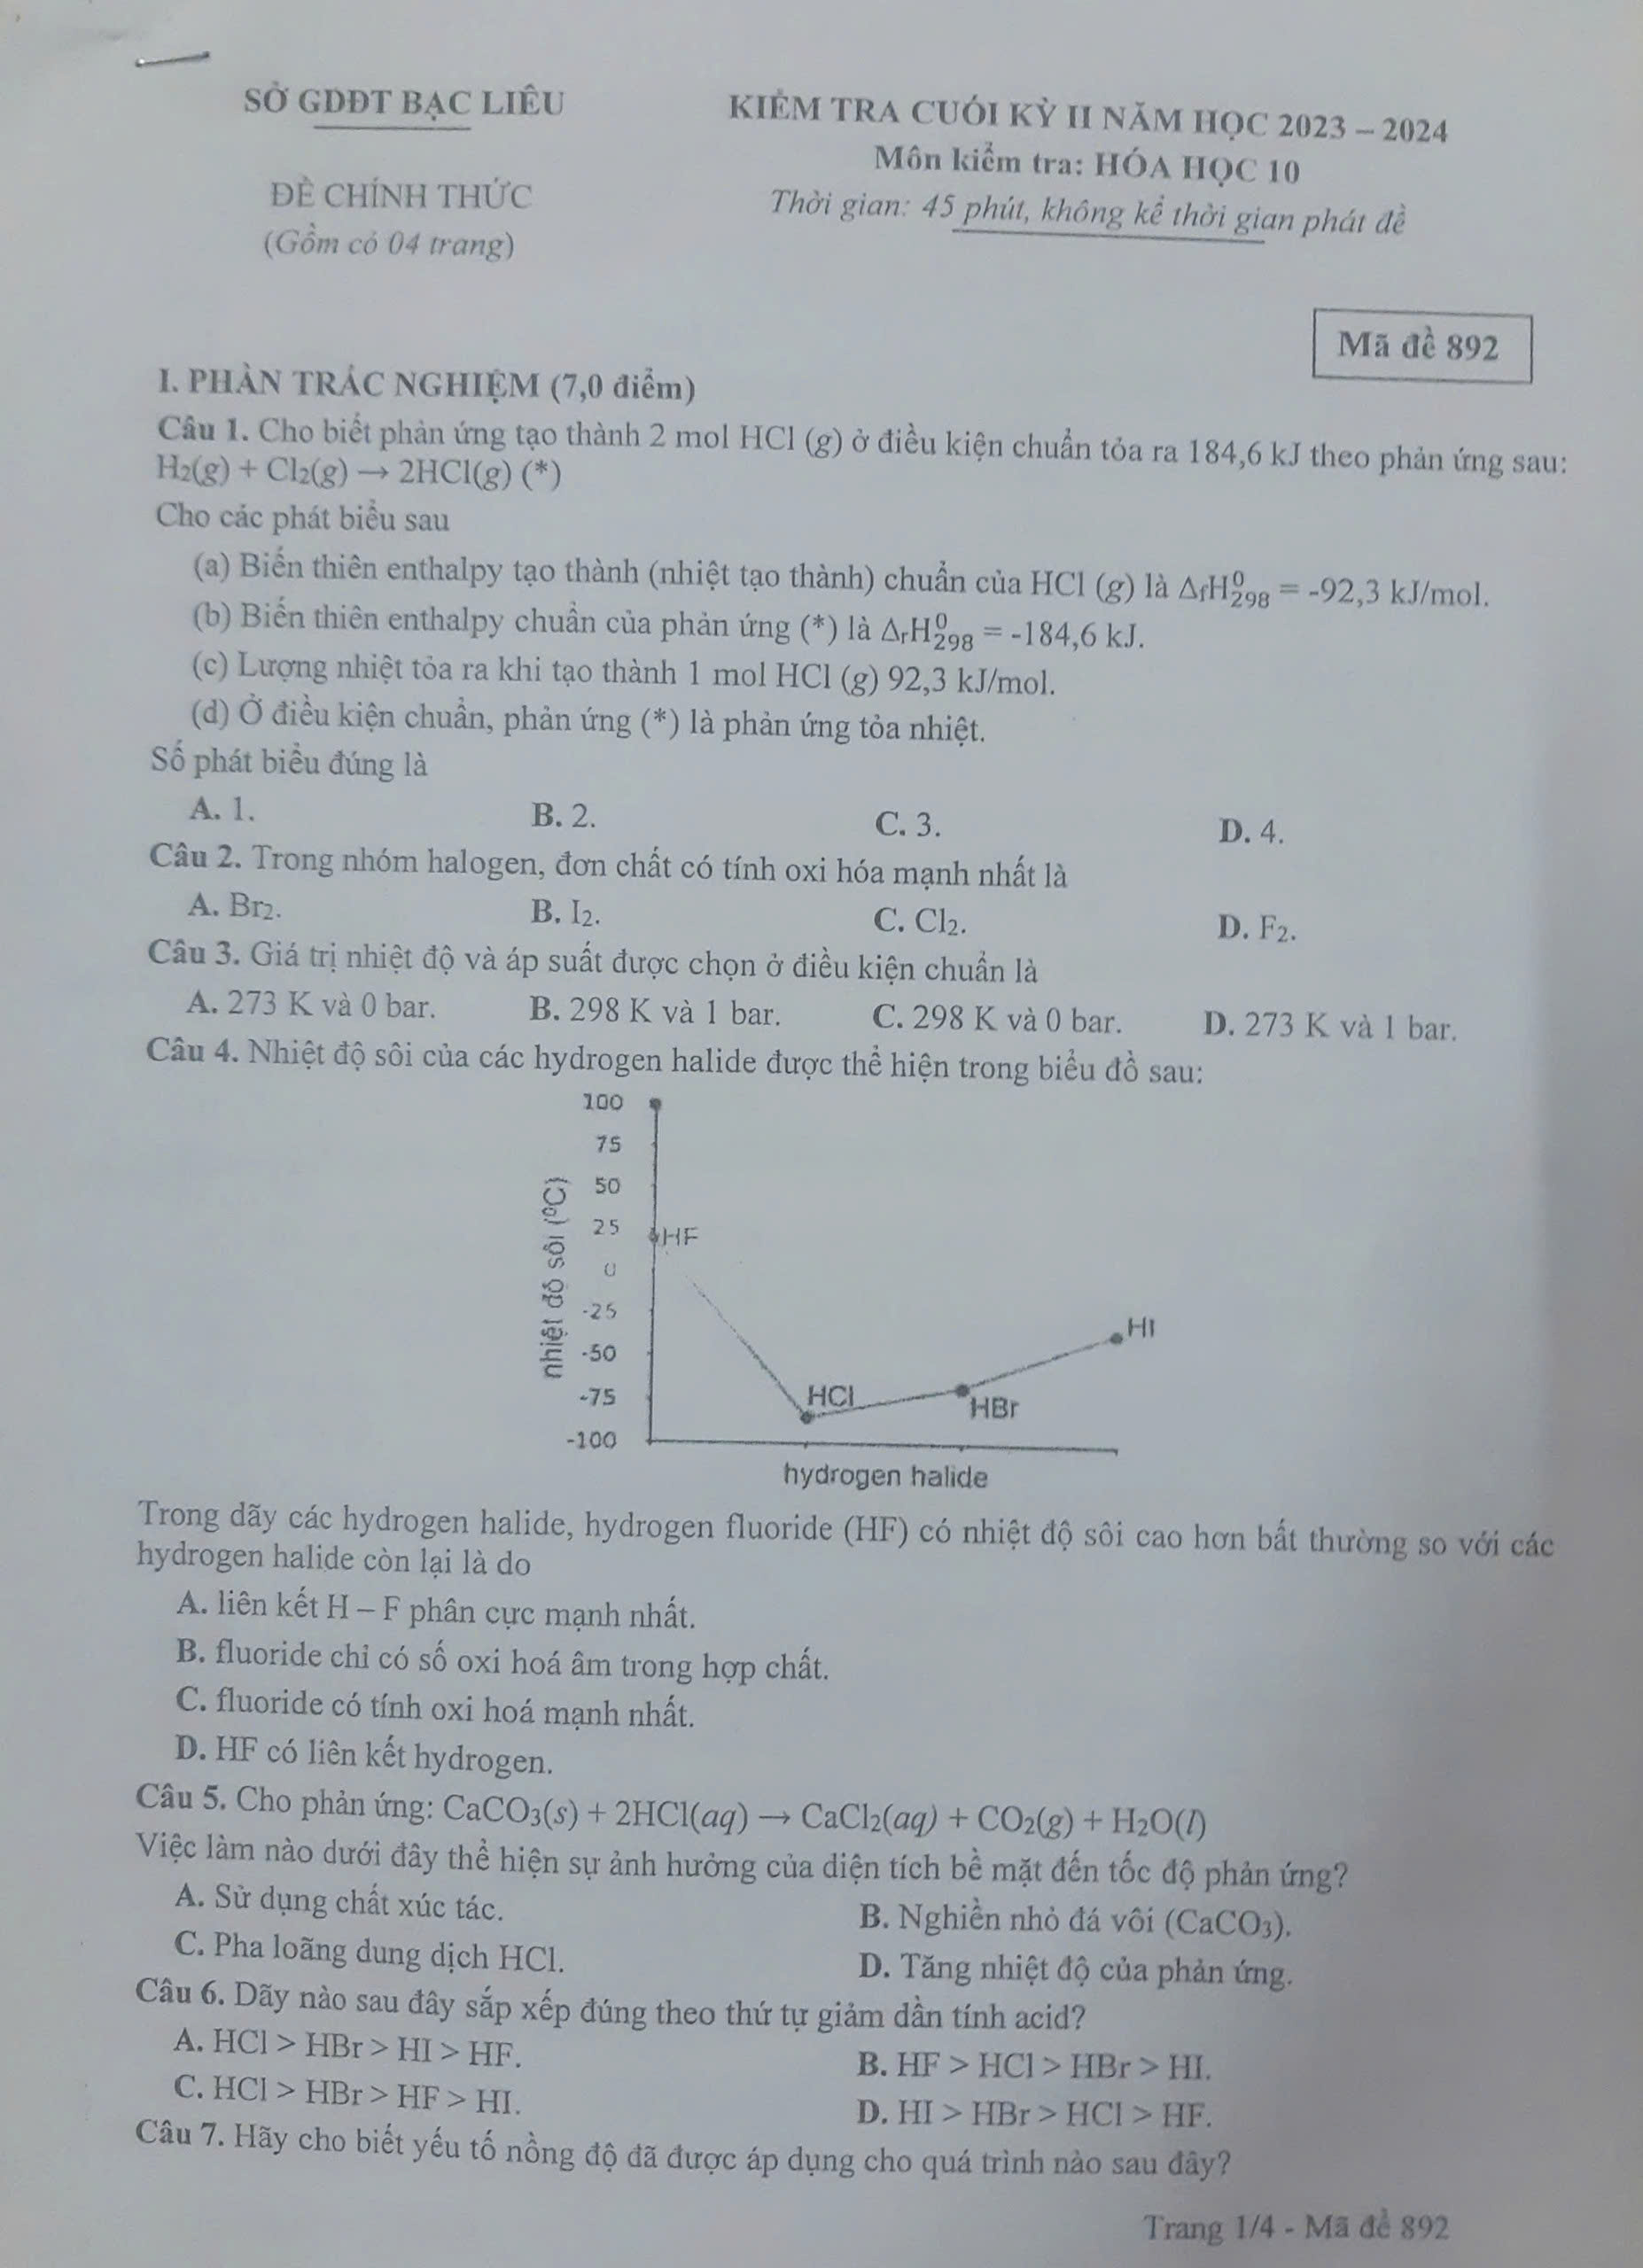 SỞ GDĐT BẠC LIÊU
KIỂM TRA CUỐI KỲ II NĂM HỌC 2023 – 2024
Môn kiểm tra: HÓA HỌC 10
ĐỀ CHÍNH THỨC
Thời gian: 45 phút, không kể thời gian phát đề
(Gồm có 04 trang)
Mã đề 892
I. PHẦN TRẮC NGHIỆM (7,0 điểm)
Câu 1. Cho biết phản ứng tạo thành 2 mol HCl (g) ở điều kiện chuẩn tỏa ra 184,6 kJ theo phản ứng sau:
H₂(g) + Cl₂(g) → 2HCl(g) (*)
Cho các phát biểu sau
(a) Biến thiên enthalpy tạo thành (nhiệt tạo thành) chuẩn của HCl (g) là ΔfH⁰₂₉₈ = -92,3 kJ/mol.
(b) Biến thiên enthalpy chuẩn của phản ứng (*) là ΔrH⁰₂₉₈ = -184,6 kJ.
(c) Lượng nhiệt tỏa ra khi tạo thành 1 mol HCl (g) 92,3 kJ/mol.
(d) Ở điều kiện chuẩn, phản ứng (*) là phản ứng tỏa nhiệt.
Số phát biểu đúng là
A. 1. B. 2. C. 3. D. 4.
Câu 2. Trong nhóm halogen, đơn chất có tính oxi hóa mạnh nhất là
A. Br₂. B. I₂. C. Cl₂. D. F₂.
Câu 3. Giá trị nhiệt độ và áp suất được chọn ở điều kiện chuẩn là
A. 273 K và 0 bar. B. 298 K và 1 bar. C. 298 K và 0 bar. D. 273 K và 1 bar.
Câu 4. Nhiệt độ sôi của các hydrogen halide được thể hiện trong biểu đồ sau:
100
75
50
25
0
-25
-50
-75
-100
nhiệt độ sôi (⁰C)
HF
HCl
HBr
HI
hydrogen halide
Trong dãy các hydrogen halide, hydrogen fluoride (HF) có nhiệt độ sôi cao hơn bất thường so với các
hydrogen halide còn lại là do
A. liên kết H – F phân cực mạnh nhất.
B. fluoride chỉ có số oxi hoá âm trong hợp chất.
C. fluoride có tính oxi hoá mạnh nhất.
D. HF có liên kết hydrogen.
Câu 5. Cho phản ứng: CaCO₃(s) + 2HCl(aq) → CaCl₂(aq) + CO₂(g) + H₂O(l)
Việc làm nào dưới đây thể hiện sự ảnh hưởng của diện tích bề mặt đến tốc độ phản ứng?
A. Sử dụng chất xúc tác. B. Nghiền nhỏ đá vôi (CaCO₃).
C. Pha loãng dung dịch HCl. D. Tăng nhiệt độ của phản ứng.
Câu 6. Dãy nào sau đây sắp xếp đúng theo thứ tự giảm dần tính acid?
A. HCl > HBr > HI > HF. B. HF > HCl > HBr > HI.
C. HCl > HBr > HF > HI. D. HI > HBr > HCl > HF.
Câu 7. Hãy cho biết yếu tố nồng độ đã được áp dụng cho quá trình nào sau đây?
Trang 1/4 - Mã đề 892